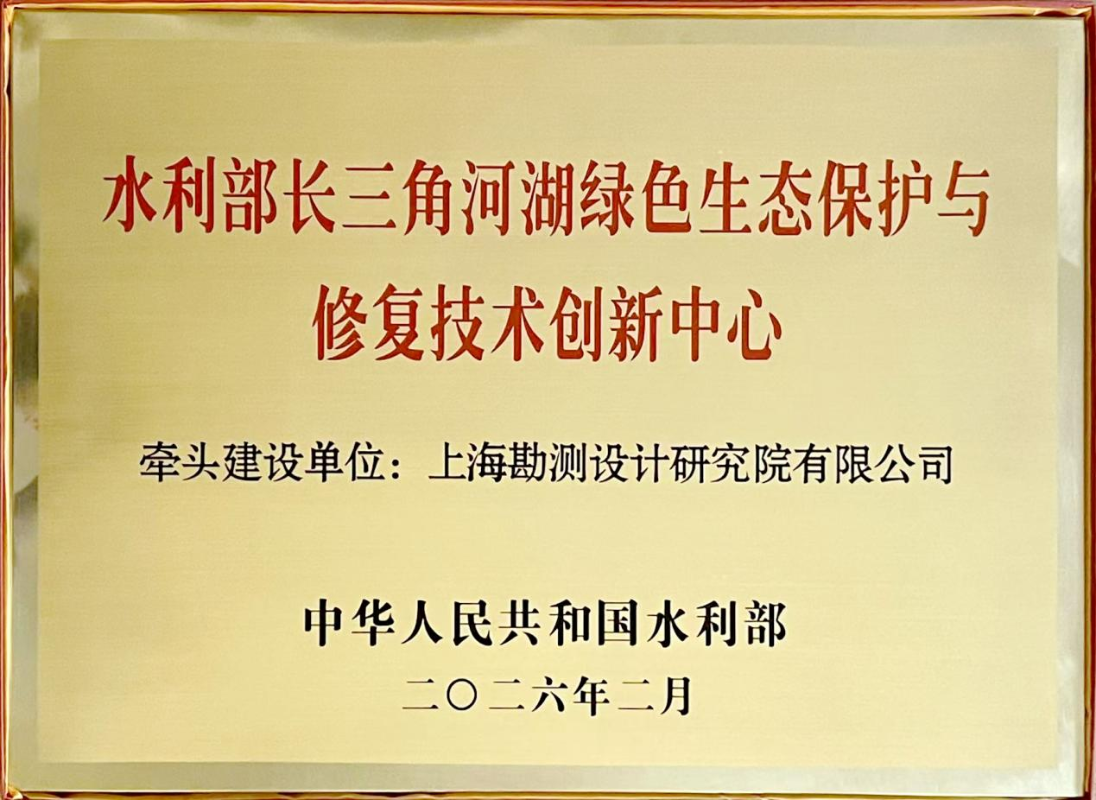 水利部长三角河湖绿色生态保护与
修复技术创新中心
牵头建设单位：上海勘测设计研究院有限公司
中华人民共和国水利部
二〇二六年二月